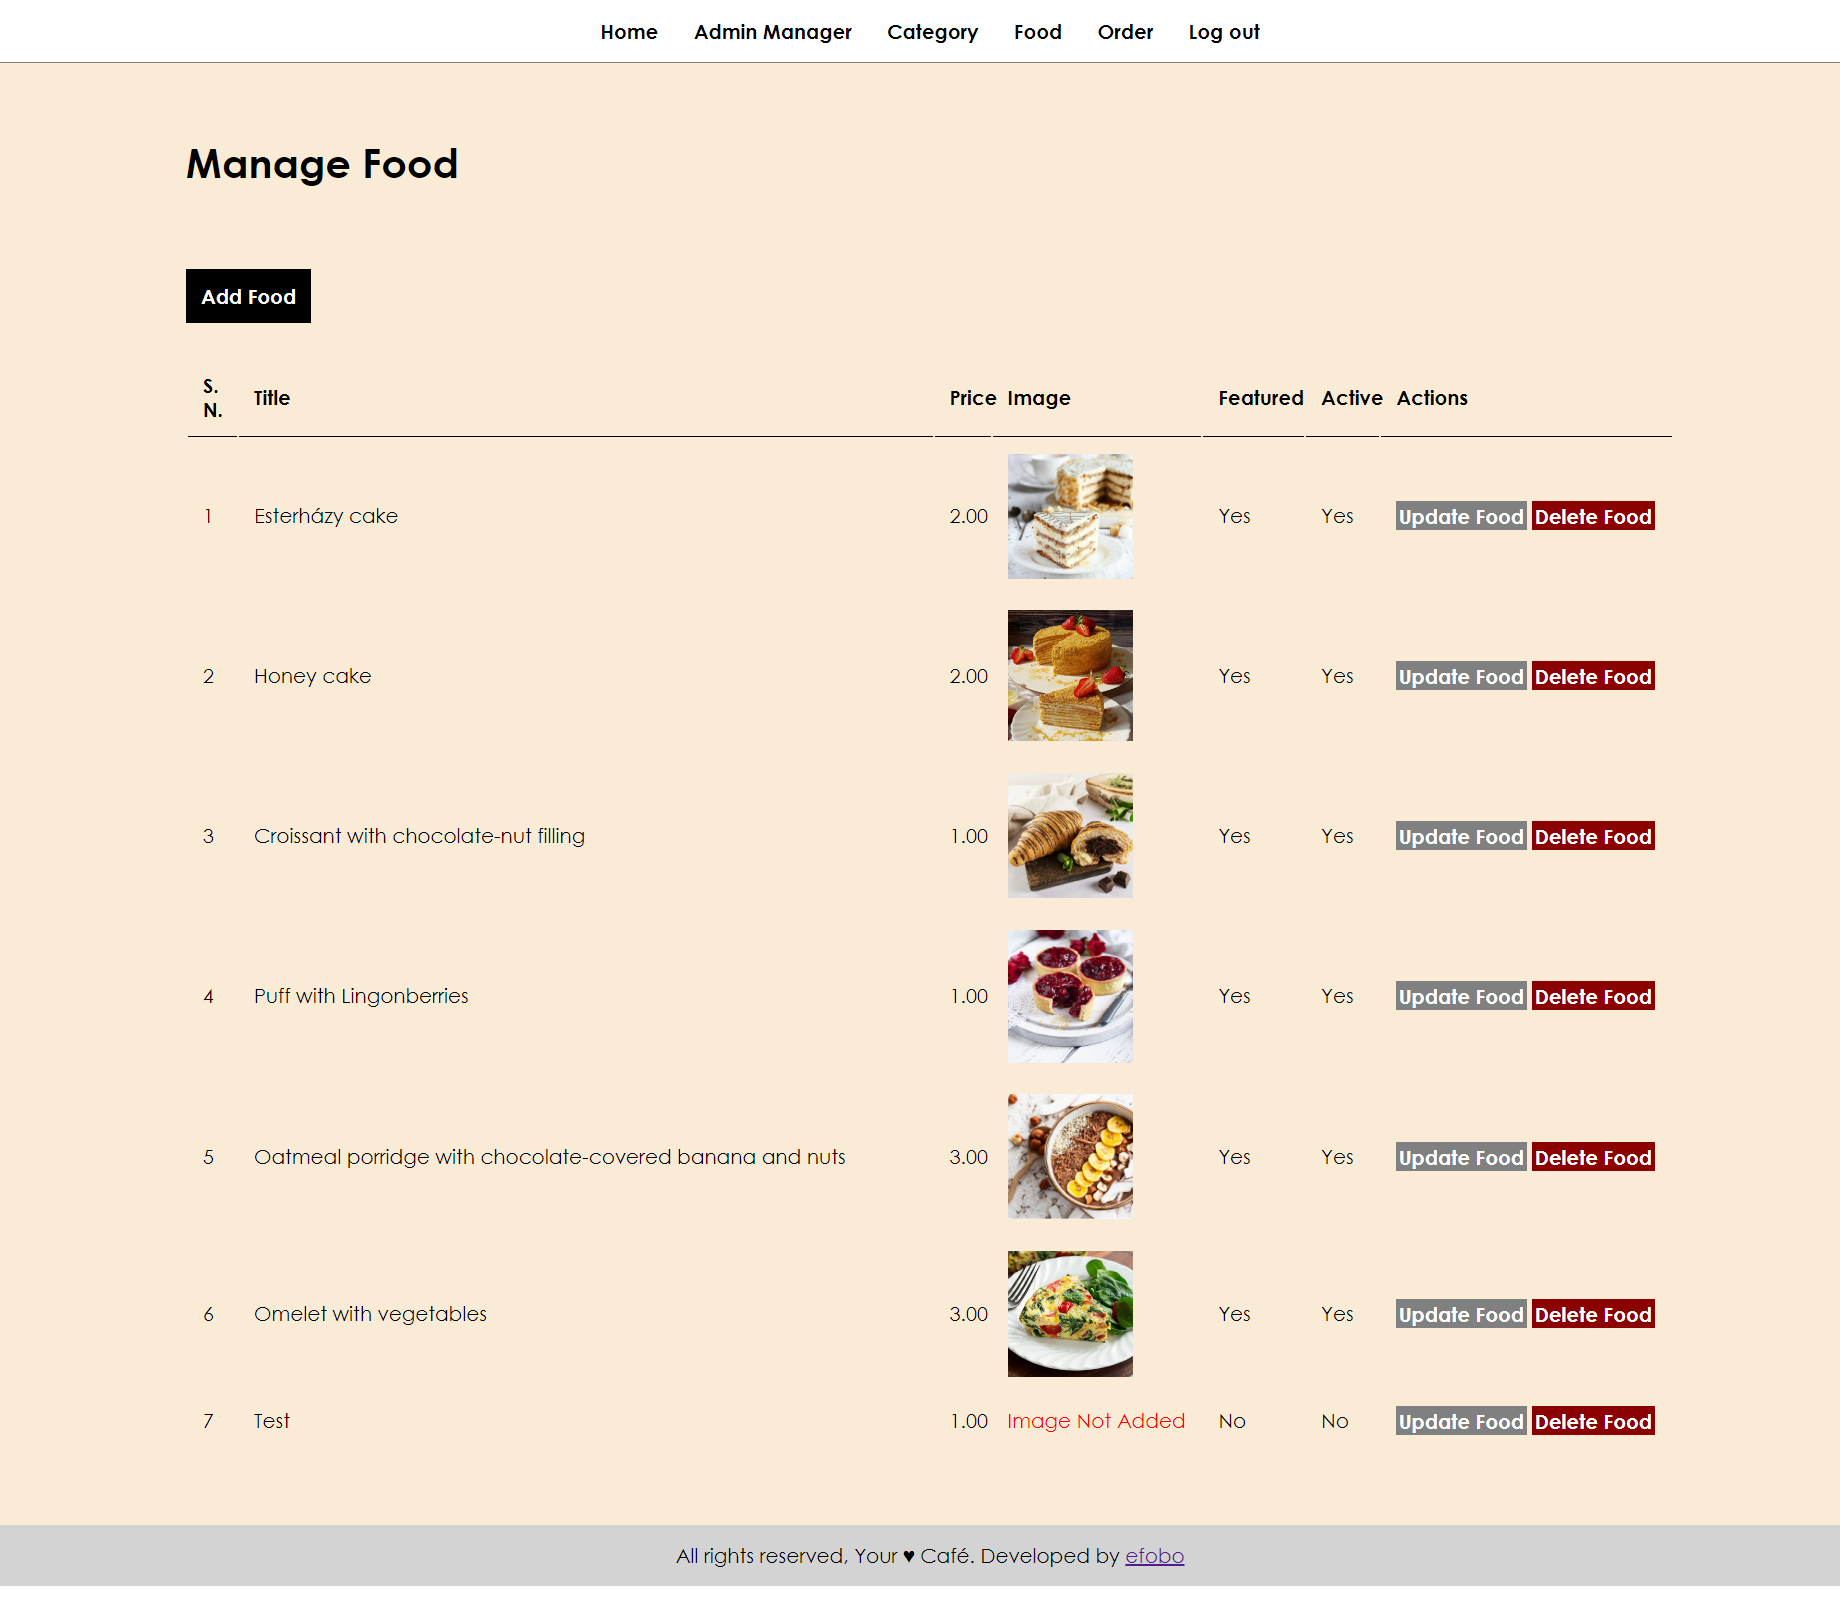 Home Admin Manager Category Food Order Log out
Manage Food
Add Food
S. N. Title Price Image Featured Active Actions
1 Esterházy cake 2.00 Yes Yes Update Food Delete Food
2 Honey cake 2.00 Yes Yes Update Food Delete Food
3 Croissant with chocolate-nut filling 1.00 Yes Yes Update Food Delete Food
4 Puff with Lingonberries 1.00 Yes Yes Update Food Delete Food
5 Oatmeal porridge with chocolate-covered banana and nuts 3.00 Yes Yes Update Food Delete Food
6 Omelet with vegetables 3.00 Yes Yes Update Food Delete Food
7 Test 1.00 Image Not Added No No Update Food Delete Food
All rights reserved, Your ♥ Café. Developed by efobo